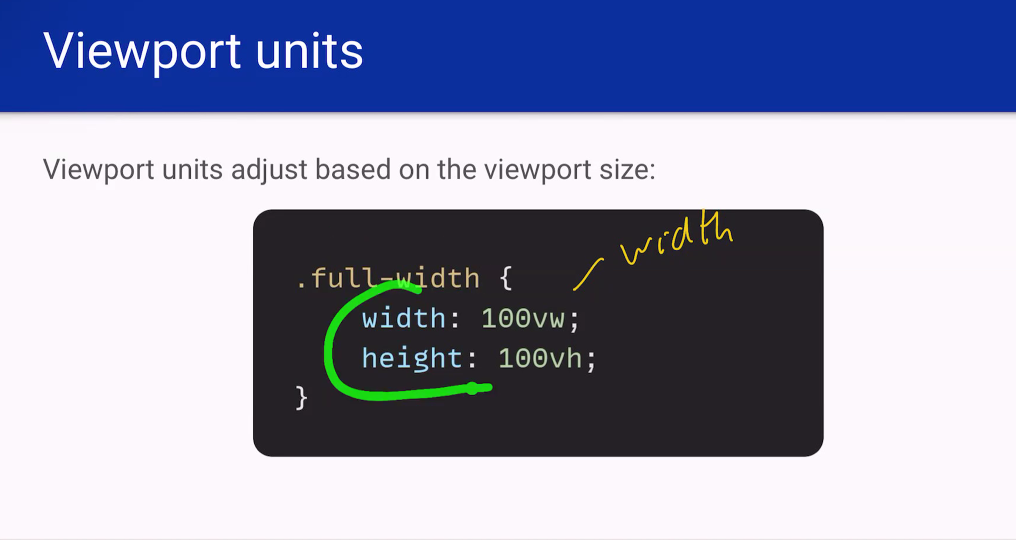 Viewport units
Viewport units adjust based on the viewport size:
width
.full-width {
width: 100vw;
height: 100vh;
}